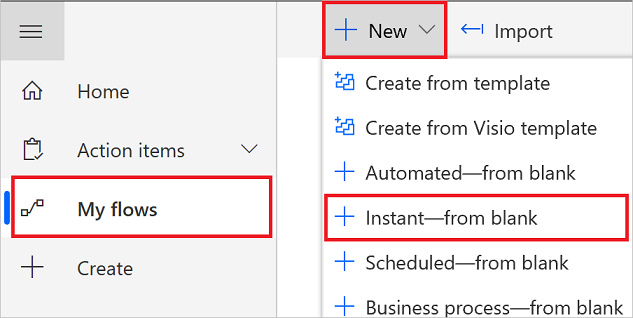 Home
Action items
My flows
Create
New
Import
Create from template
Create from Visio template
Automated—from blank
Instant—from blank
Scheduled—from blank
Business process—from blank